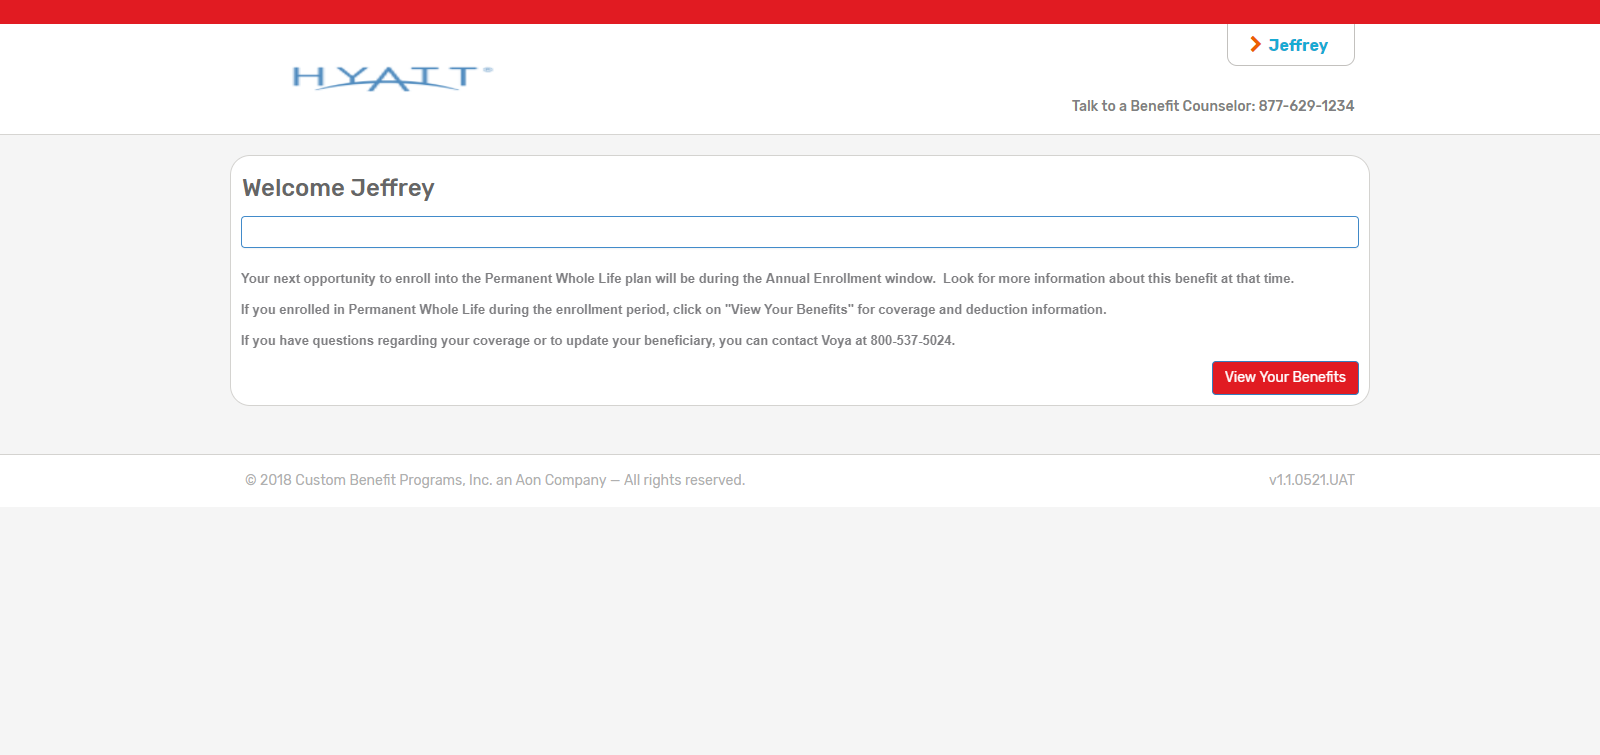 Jeffrey
HYATT®
Talk to a Benefit Counselor: 877-629-1234
Welcome Jeffrey
Your next opportunity to enroll into the Permanent Whole Life plan will be during the Annual Enrollment window.  Look for more information about this benefit at that time.
If you enrolled in Permanent Whole Life during the enrollment period, click on "View Your Benefits" for coverage and deduction information.
If you have questions regarding your coverage or to update your beneficiary, you can contact Voya at 800-537-5024.
View Your Benefits
© 2018 Custom Benefit Programs, Inc. an Aon Company — All rights reserved.
v1.1.0521.UAT